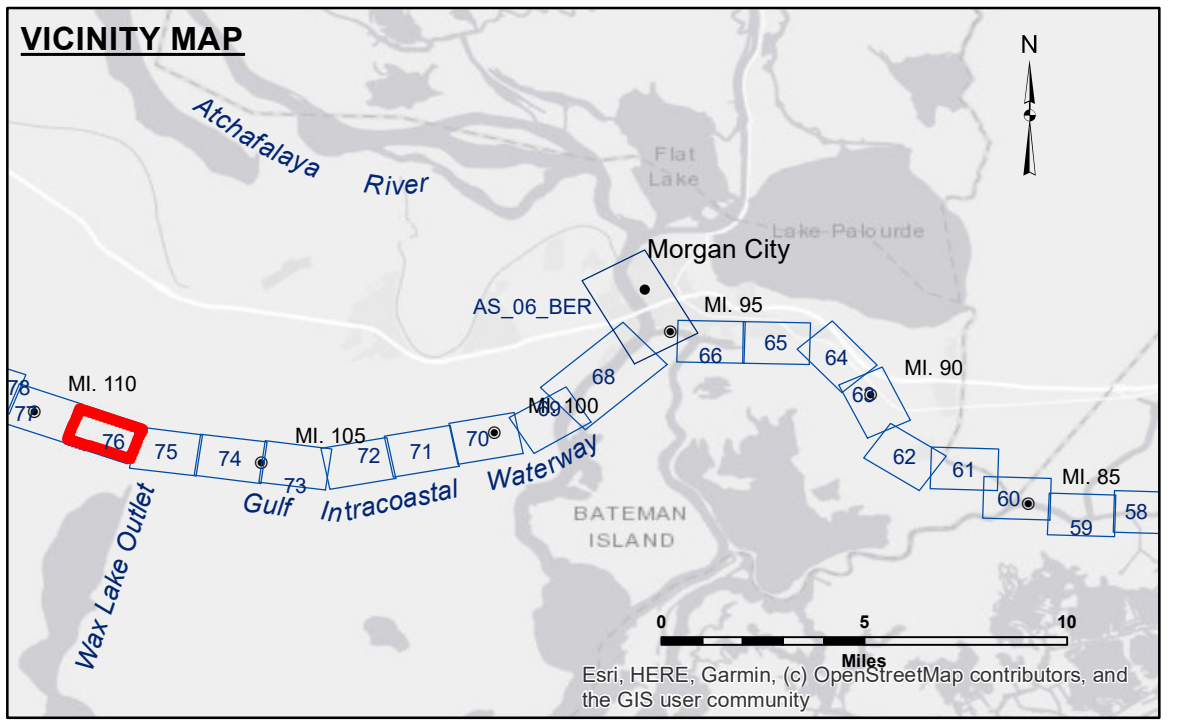 VICINITY MAP
N
Atchafalaya
River
Flat
Lake
Lake Palourde
Morgan City
AS_06_BER
MI. 95
66
65
64
MI. 90
63
68
MI. 110
78
77
76
75
74
MI. 105
73
72
71
70
69
MI. 100
62
61
60
MI. 85
59
58
Gulf Intracoastal Waterway
Wax Lake Outlet
BATEMAN
ISLAND
0 5 10
Miles
Esri, HERE, Garmin, (c) OpenStreetMap contributors, and
the GIS user community